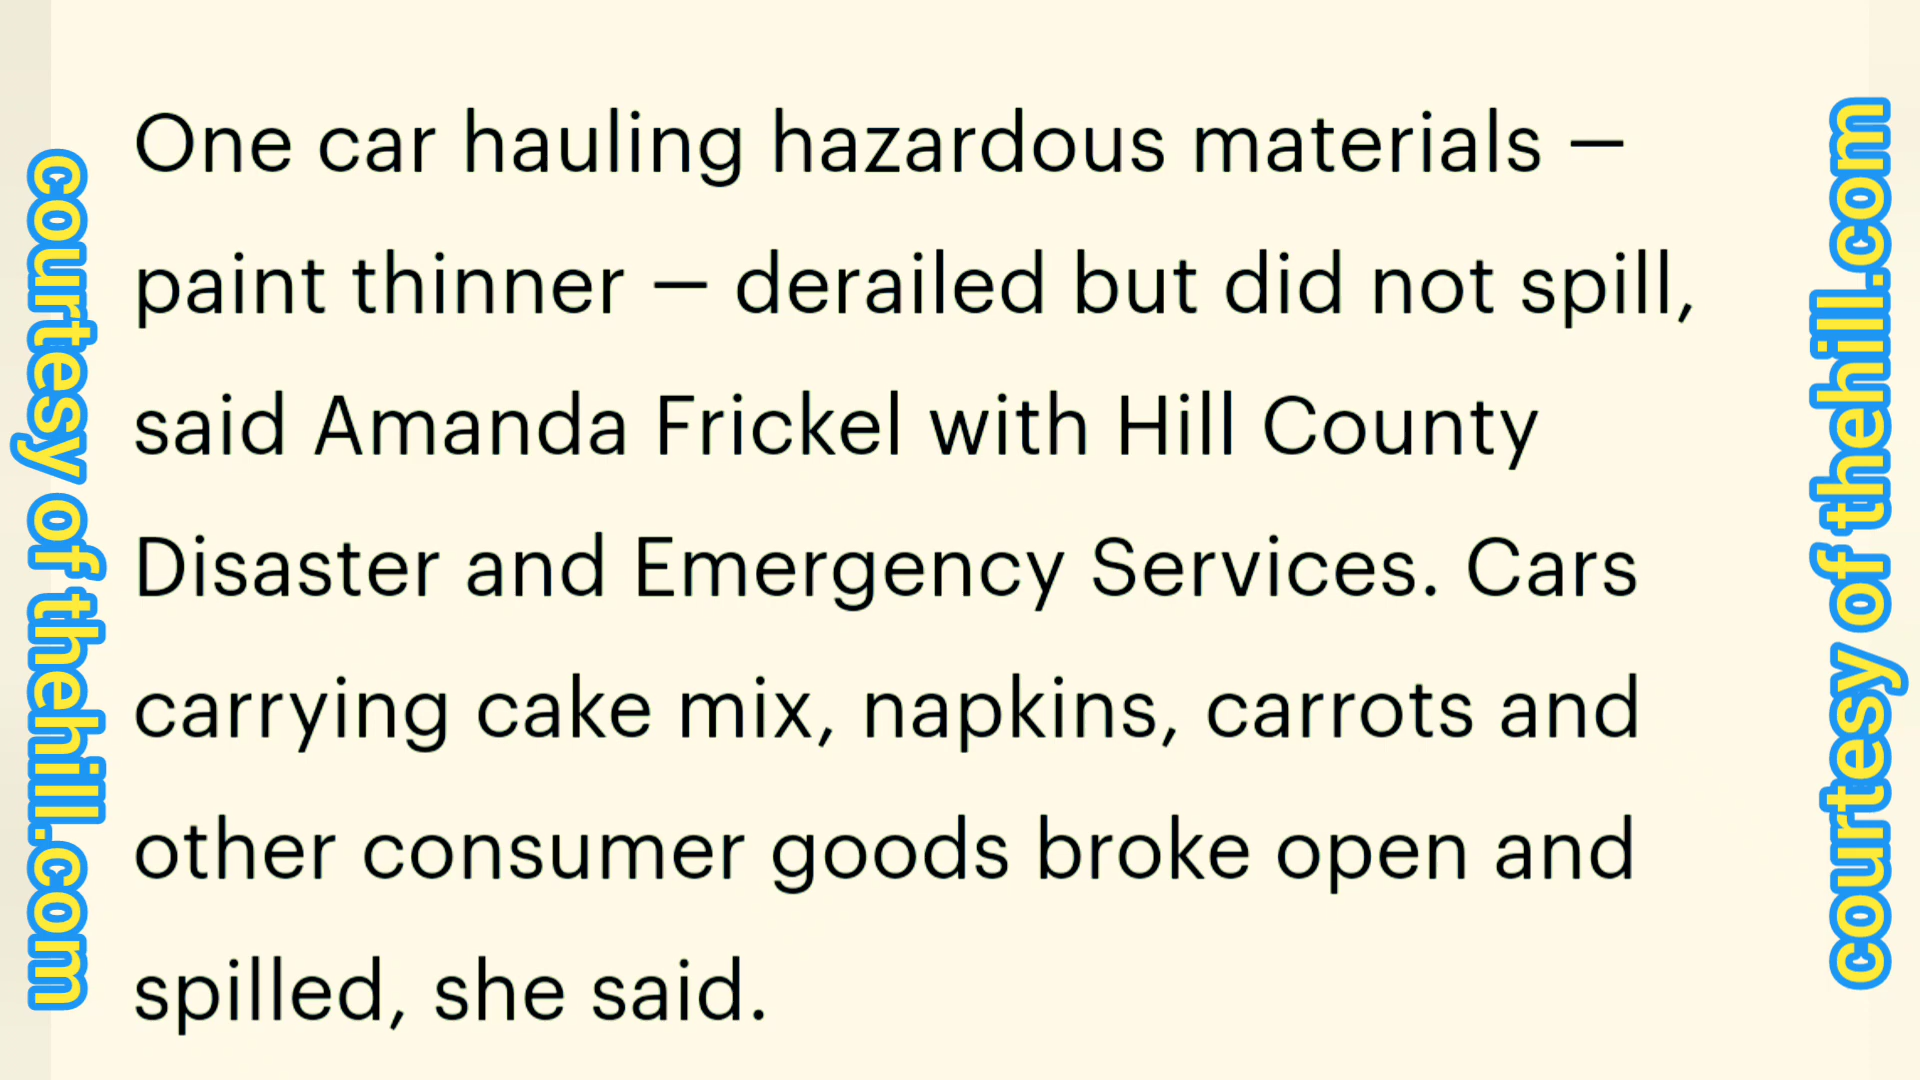 One car hauling hazardous materials —
paint thinner — derailed but did not spill,
said Amanda Frickel with Hill County
Disaster and Emergency Services. Cars
carrying cake mix, napkins, carrots and
other consumer goods broke open and
spilled, she said.
courtesy of thehill.com
courtesy of thehill.com